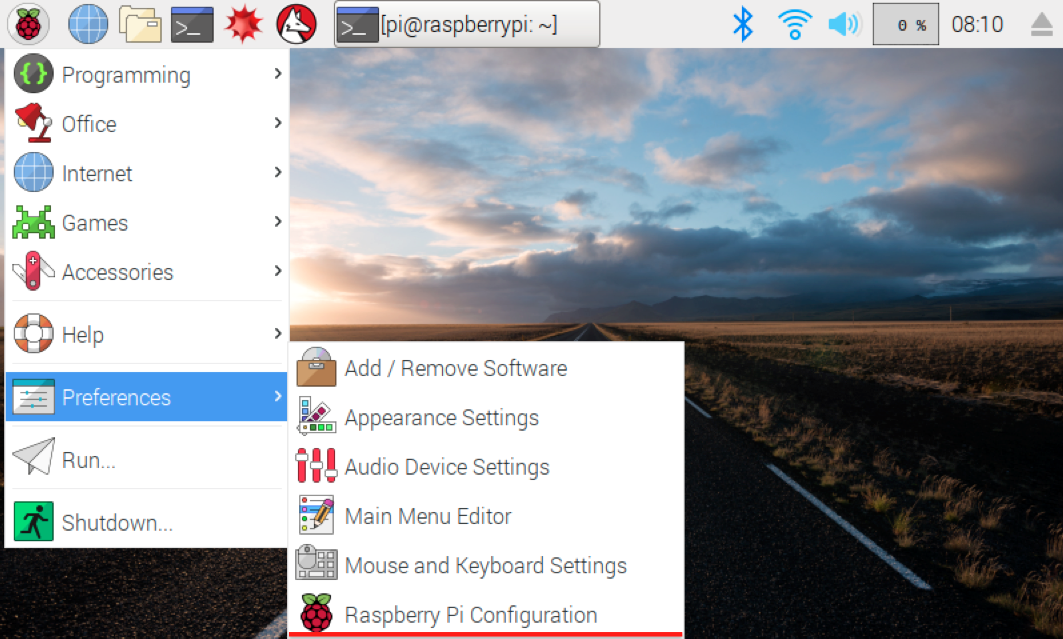 [pi@raspberrypi: ~]
0 %
08:10
Programming
Office
Internet
Games
Accessories
Help
Preferences
Run...
Shutdown...
Add / Remove Software
Appearance Settings
Audio Device Settings
Main Menu Editor
Mouse and Keyboard Settings
Raspberry Pi Configuration